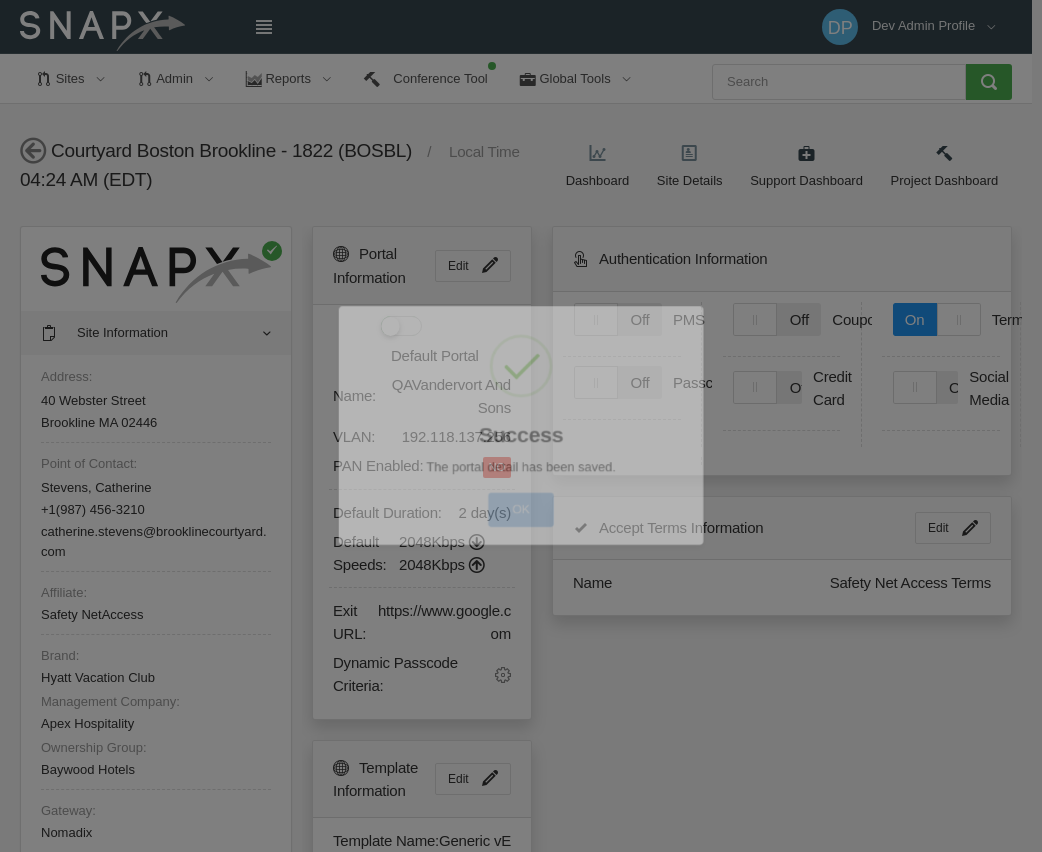 SNAPX
DP
Dev Admin Profile
Sites
Admin
Reports
Conference Tool
Global Tools
Search
Courtyard Boston Brookline - 1822 (BOSBL) / Local Time
04:24 AM (EDT)
Dashboard
Site Details
Support Dashboard
Project Dashboard
SNAPX
Site Information
Address:
40 Webster Street
Brookline MA 02446
Point of Contact:
Stevens, Catherine
+1(987) 456-3210
catherine.stevens@brooklinecourtyard.
com
Affiliate:
Safety NetAccess
Brand:
Hyatt Vacation Club
Management Company:
Apex Hospitality
Ownership Group:
Baywood Hotels
Gateway:
Nomadix
Portal
Information
Edit
Default Portal
Name:
QAVandervort And
Sons
VLAN:
192.118.137.
PAN Enabled:
Default Duration:
2 day(s)
Default
Speeds:
2048Kbps
2048Kbps
Exit
URL:
https://www.google.c
om
Dynamic Passcode
Criteria:
Template
Information
Edit
Template Name:Generic vE
Authentication Information
Off
PMS
Off
Coupc
On
Term
Off
Passc
O
Credit
Card
C
Social
Media
Accept Terms Information
Edit
Name
Safety Net Access Terms
Success
The portal detail has been saved.
OK